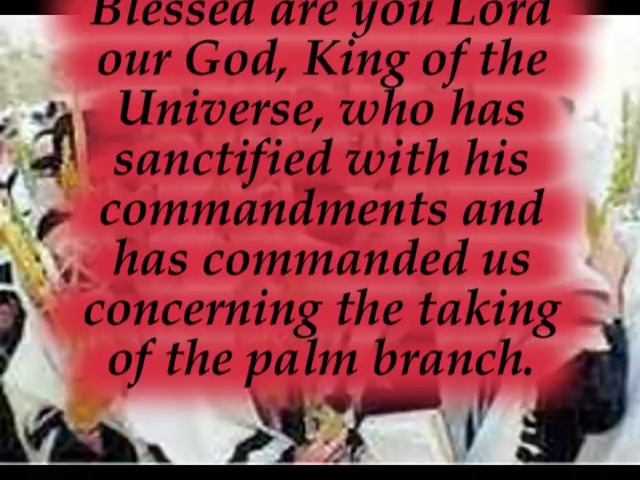 Blessed are you Lord
our God, King of the
Universe, who has
sanctified with his
commandments and
has commanded us
concerning the taking
of the palm branch.